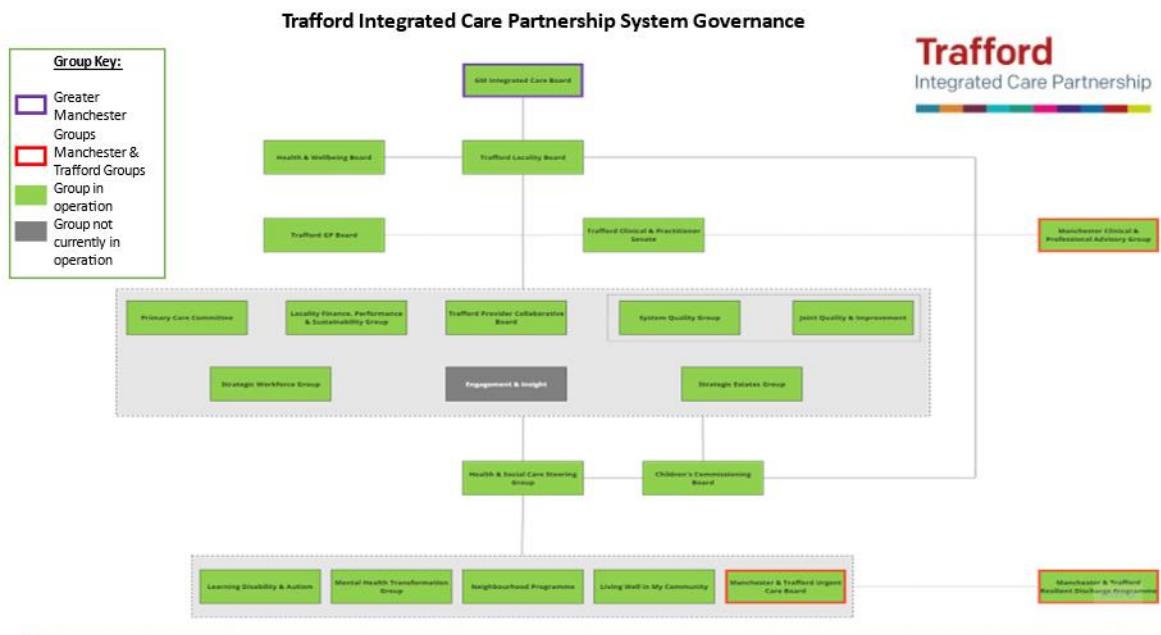 Trafford Integrated Care Partnership System Governance
Trafford
Integrated Care Partnership
Group Key:
Greater
Manchester
Groups
Manchester &
Trafford Groups
Group in
operation
Group not
currently in
operation
GM Integrated Care Board
Health & Wellbeing Board
Trafford Locality Board
Trafford GP Board
Trafford Clinical & Practitioner
Senate
Manchester Clinical &
Professional Advisory Group
Primary Care Committee
Locality Finance, Performance
& Sustainability Group
Trafford Provider Collaborative
Board
System Quality Group
Joint Quality & Improvement
Strategic Workforce Group
Engagement & Insight
Strategic Estates Group
Health & Social Care Steering
Group
Children's Commissioning
Board
Learning Disability & Autism
Mental Health Transformation
Group
Neighbourhood Programme
Living Well in My Community
Manchester & Trafford Urgent
Care Board
Manchester & Trafford
Resilient Discharge Programme